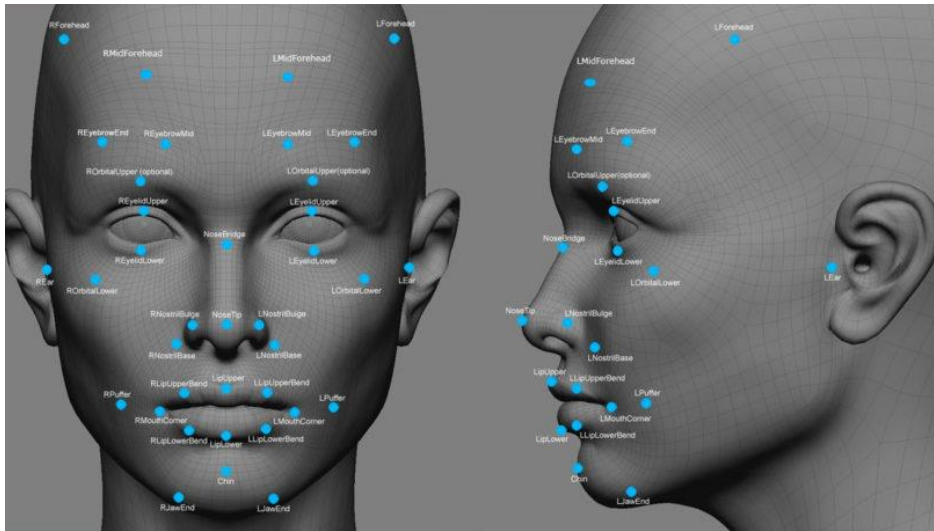 RForehead
LForehead
RMidForehead
LMidForehead
REyebrowEnd
REyebrowMid
LEyebrowMid
LEyebrowEnd
ROrbitalUpper (optional)
LOrbitalUpper(optional)
REyelidUpper
LEyelidUpper
NoseBridge
REyelidLower
LEyelidLower
REar
ROrbitalLower
LOrbitalLower
LEar
RNostrilBulge
NoseTip
LNostrilBulge
RNostrilBase
LNostrilBase
RLipUpperBend
LipUpper
LLipUpperBend
RPuffer
LPuffer
RMouthCorner
LMouthCorner
RLipLowerBend
LipLower
LLipLowerBend
Chin
RJawEnd
LJawEnd
LForehead
LMidForehead
LEyebrowMid
LEyebrowEnd
LOrbitalUpper(optional)
LEyelidUpper
NoseBridge
LEyelidLower
LOrbitalLower
LEar
NoseTip
LNostrilBulge
LNostrilBase
LipUpper
LLipUpperBend
LPuffer
LMouthCorner
LipLower
LLipLowerBend
Chin
LJawEnd